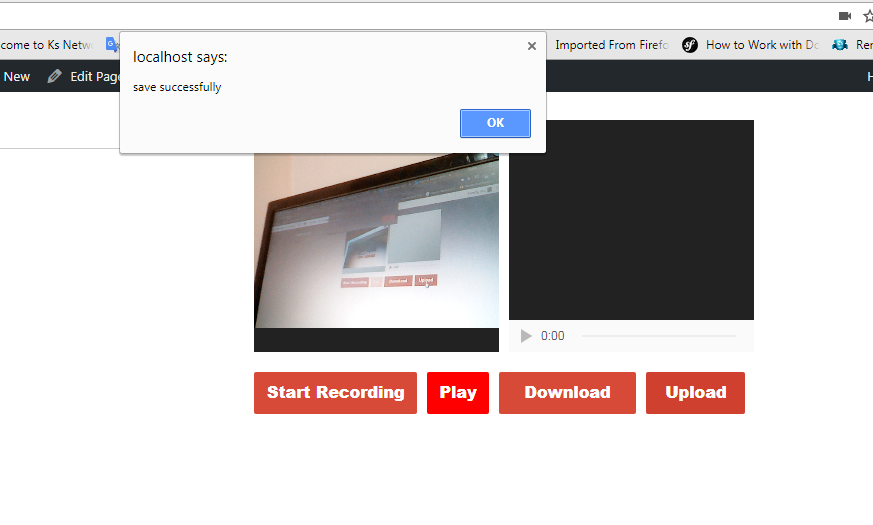 come to Ks Netw
Imported From Firefo
How to Work with Do
Rem
New
Edit Page
H
localhost says:
save successfully
OK
0:00
Start Recording
Play
Download
Upload